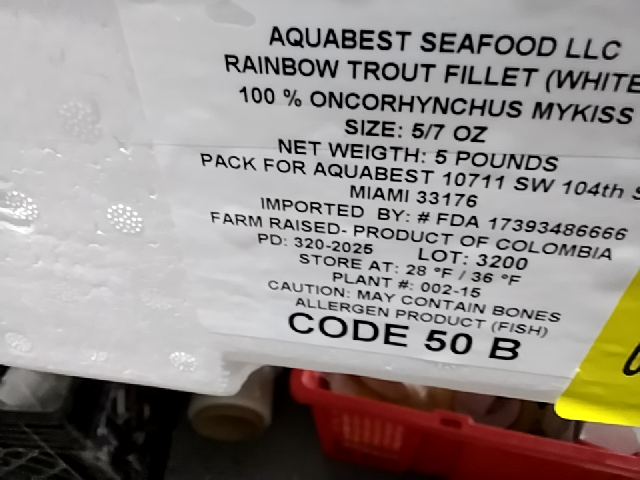 AQUABEST SEAFOOD LLC
RAINBOW TROUT FILLET (WHITE
100 % ONCORHYNCHUS MYKISS
SIZE: 5/7 OZ
NET WEIGTH: 5 POUNDS
PACK FOR AQUABEST 10711 SW 104th S
MIAMI 33176
IMPORTED BY: # FDA 17393486666
FARM RAISED- PRODUCT OF COLOMBIA
PD: 320-2025 LOT: 3200
STORE AT: 28 °F / 36 °F
PLANT #: 002-15
CAUTION: MAY CONTAIN BONES
ALLERGEN PRODUCT (FISH)
CODE 50 B